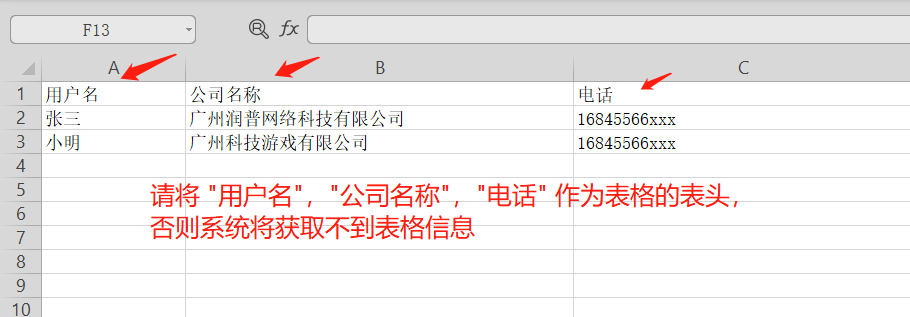 F13 fx
A B C
1 用户名 公司名称 电话
2 张三 广州润普网络科技有限公司 16845566xxx
3 小明 广州科技游戏有限公司 16845566xxx
4
5
请将 "用户名"，"公司名称"，"电话" 作为表格的表头，
6
否则系统将获取不到表格信息
7
8
9
10